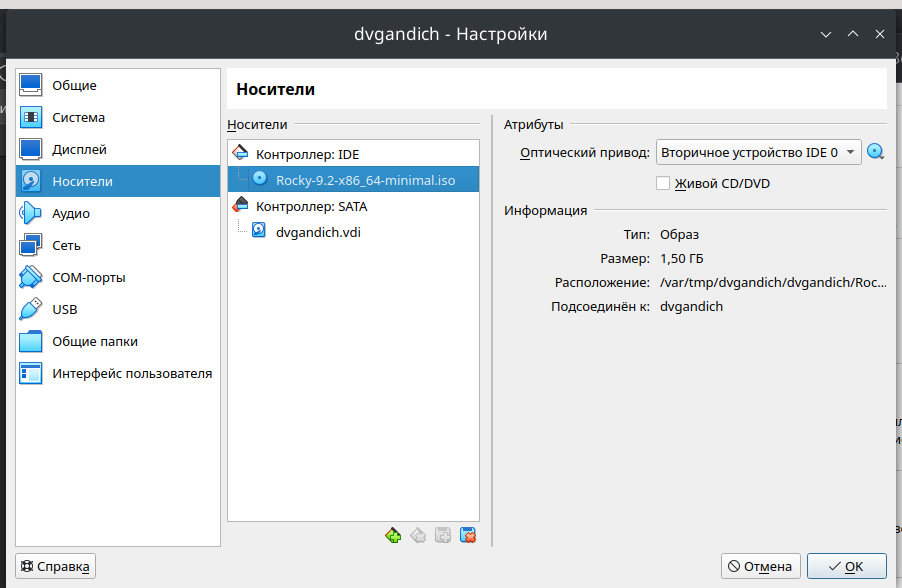 dvgandich - Настройки
Общие
Система
Дисплей
Носители
Аудио
Сеть
COM-порты
USB
Общие папки
Интерфейс пользователя
Носители
Носители
Контроллер: IDE
Rocky-9.2-x86_64-minimal.iso
Контроллер: SATA
dvgandich.vdi
Атрибуты
Оптический привод: Вторичное устройство IDE 0
Живой CD/DVD
Информация
Тип: Образ
Размер: 1,50 ГБ
Расположение: /var/tmp/dvgandich/dvgandich/Roc...
Подсоединён к: dvgandich
Справка
Отмена
OK